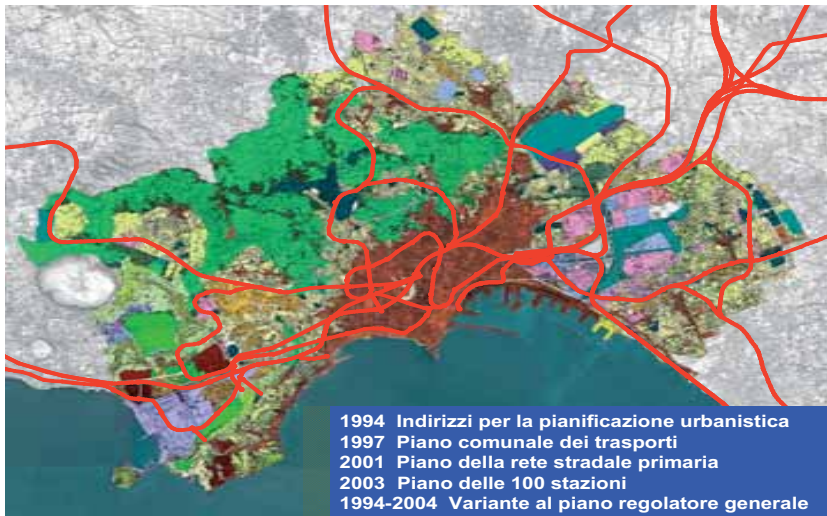 1994 Indirizzi per la pianificazione urbanistica
1997 Piano comunale dei trasporti
2001 Piano della rete stradale primaria
2003 Piano delle 100 stazioni
1994-2004 Variante al piano regolatore generale